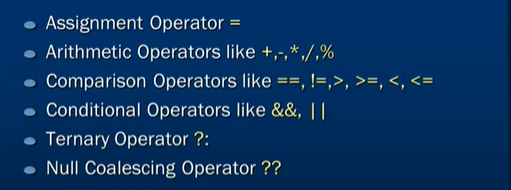 Assignment Operator =
Arithmetic Operators like +,-,*,/,%
Comparison Operators like ==, !=,>, >=, <, <=
Conditional Operators like &&, ||
Ternary Operator ?:
Null Coalescing Operator ??